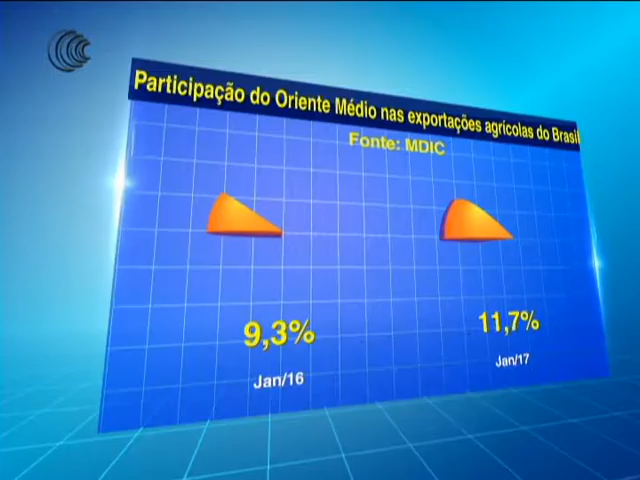 Participação do Oriente Médio nas exportações agrícolas do Brasil
Fonte: MDIC
9,3%
11,7%
Jan/16
Jan/17